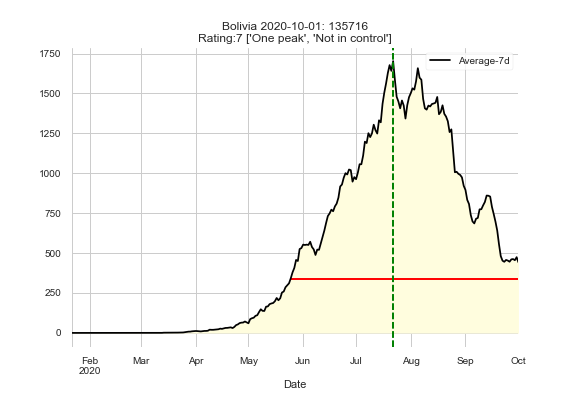 Bolivia 2020-10-01: 135716
Rating:7 ['One peak', 'Not in control']
Average-7d
1750
1500
1250
1000
750
500
250
0
Feb Mar Apr May Jun Jul Aug Sep Oct
2020
Date